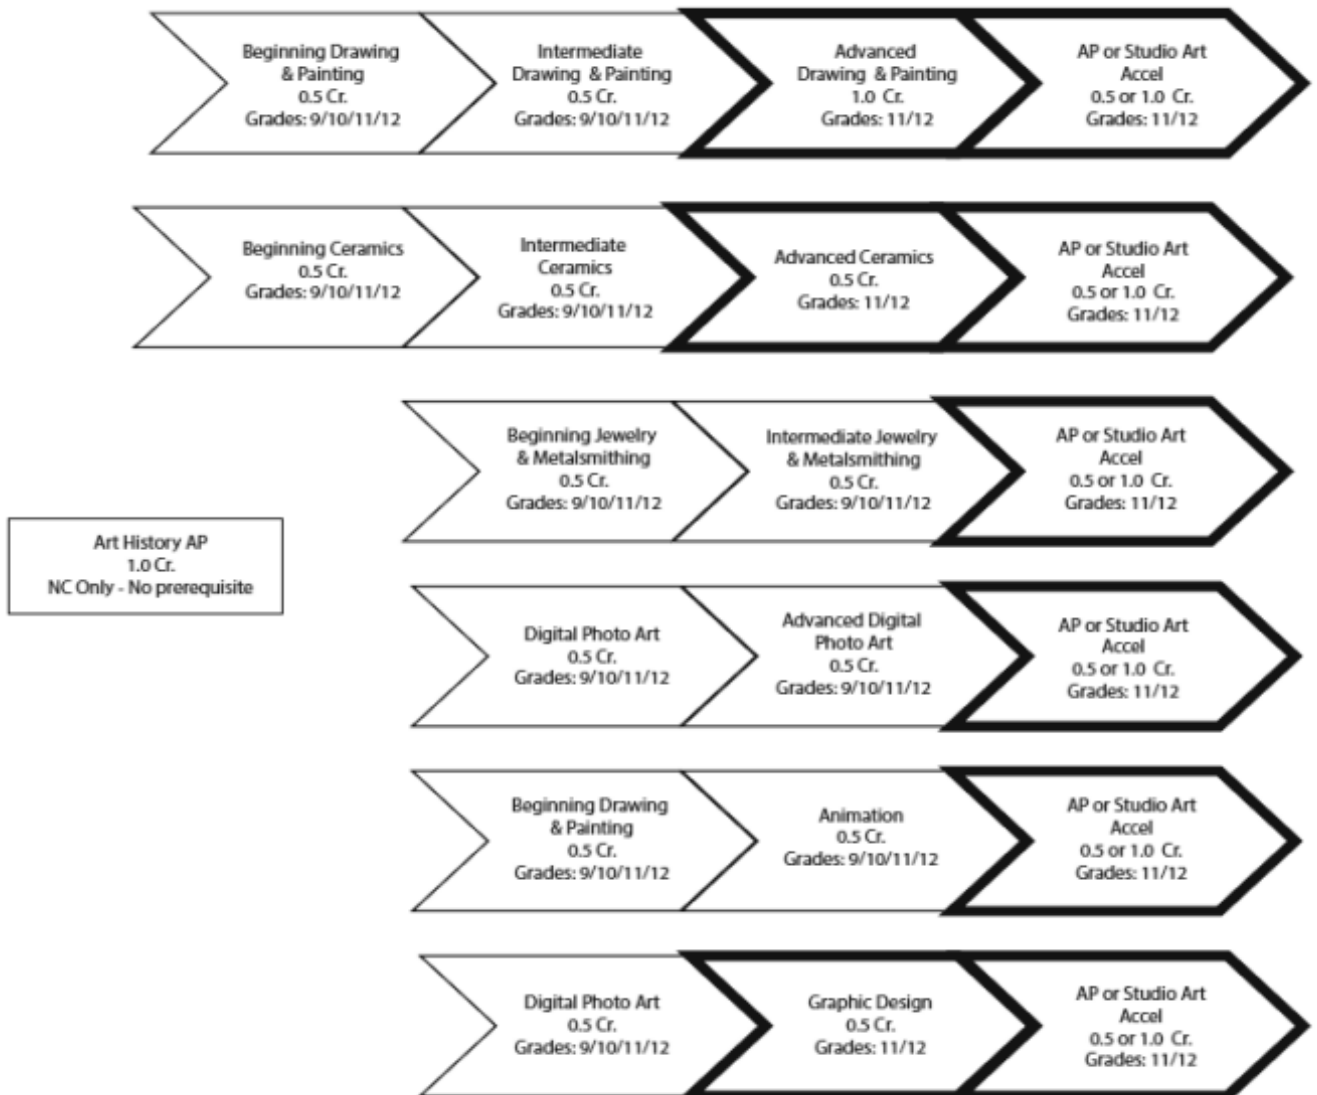 Beginning Drawing
& Painting
0.5 Cr.
Grades: 9/10/11/12
Intermediate
Drawing & Painting
0.5 Cr.
Grades: 9/10/11/12
Advanced
Drawing & Painting
1.0 Cr.
Grades: 11/12
AP or Studio Art
Accel
0.5 or 1.0 Cr.
Grades: 11/12
Beginning Ceramics
0.5 Cr.
Grades: 9/10/11/12
Intermediate
Ceramics
0.5 Cr.
Grades: 9/10/11/12
Advanced Ceramics
0.5 Cr.
Grades: 11/12
AP or Studio Art
Accel
0.5 or 1.0 Cr.
Grades: 11/12
Beginning Jewelry
& Metalsmithing
0.5 Cr.
Grades: 9/10/11/12
Intermediate Jewelry
& Metalsmithing
0.5 Cr.
Grades: 9/10/11/12
AP or Studio Art
Accel
0.5 or 1.0 Cr.
Grades: 11/12
Art History AP
1.0 Cr.
NC Only - No prerequisite
Digital Photo Art
0.5 Cr.
Grades: 9/10/11/12
Advanced Digital
Photo Art
0.5 Cr.
Grades: 9/10/11/12
AP or Studio Art
Accel
0.5 or 1.0 Cr.
Grades: 11/12
Beginning Drawing
& Painting
0.5 Cr.
Grades: 9/10/11/12
Animation
0.5 Cr.
Grades: 9/10/11/12
AP or Studio Art
Accel
0.5 or 1.0 Cr.
Grades: 11/12
Digital Photo Art
0.5 Cr.
Grades: 9/10/11/12
Graphic Design
0.5 Cr.
Grades: 11/12
AP or Studio Art
Accel
0.5 or 1.0 Cr.
Grades: 11/12